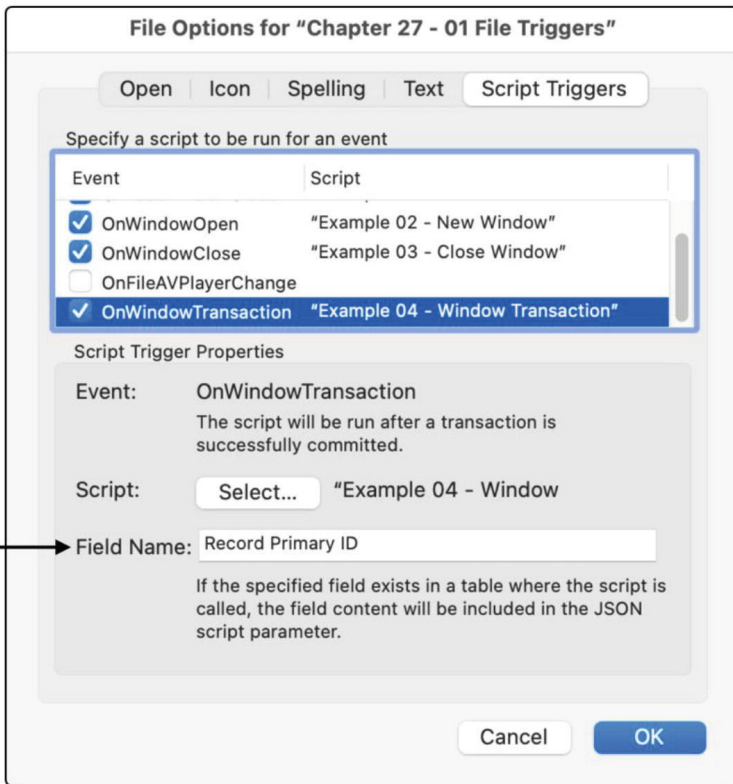 File Options for “Chapter 27 - 01 File Triggers”
Open Icon Spelling Text Script Triggers
Specify a script to be run for an event
Event Script
OnWindowOpen “Example 02 - New Window”
OnWindowClose “Example 03 - Close Window”
OnFileAVPlayerChange
OnWindowTransaction “Example 04 - Window Transaction”
Script Trigger Properties
Event: OnWindowTransaction
The script will be run after a transaction is
successfully committed.
Script: Select... “Example 04 - Window
Field Name: Record Primary ID
If the specified field exists in a table where the script is
called, the field content will be included in the JSON
script parameter.
Cancel OK